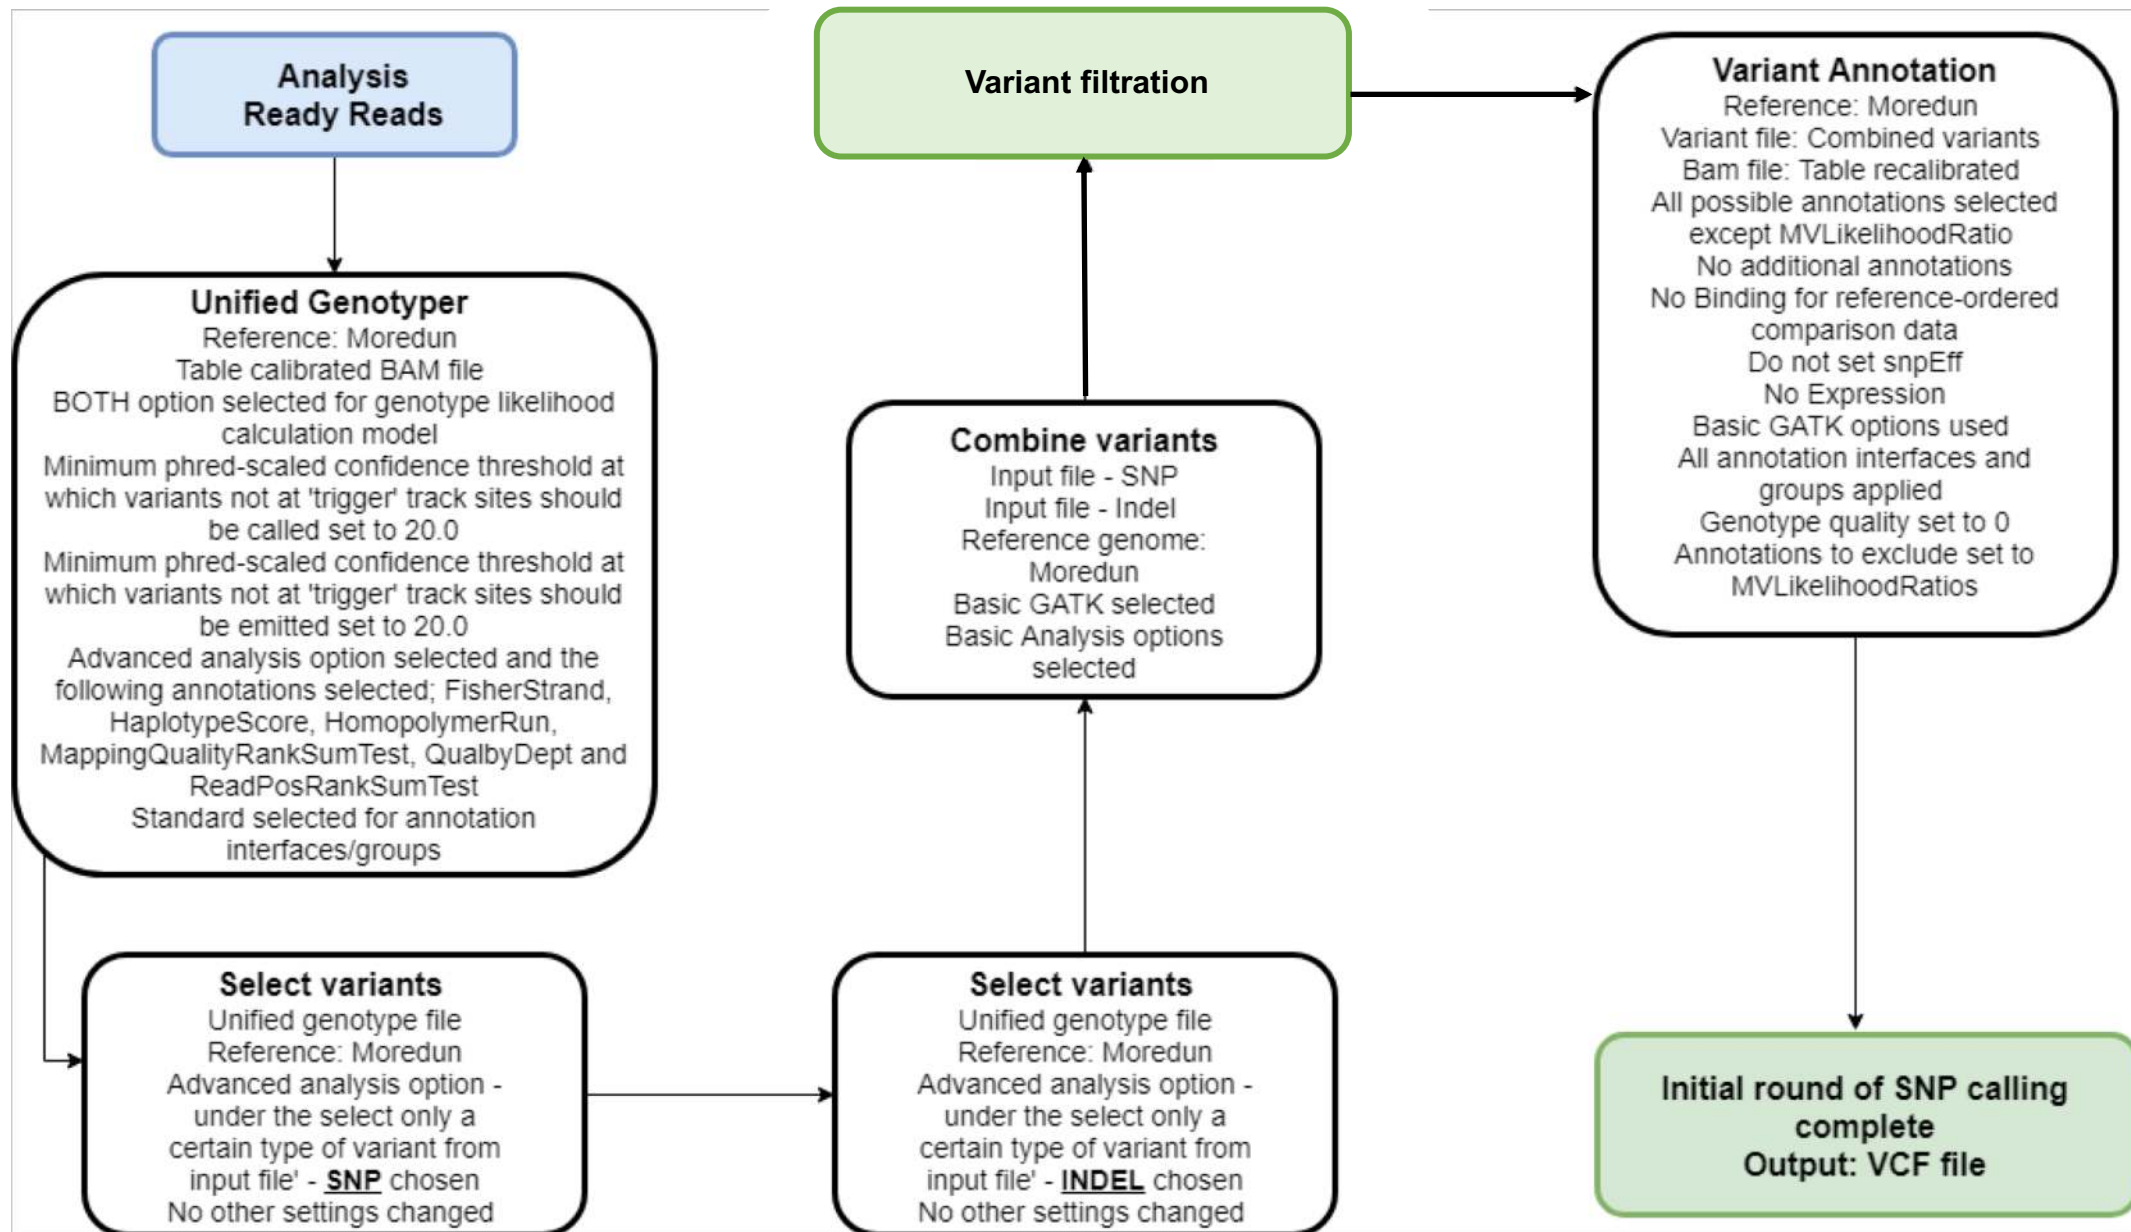 Analysis
Ready Reads
Unified Genotyper
Reference: Moredun
Table calibrated BAM file
BOTH option selected for genotype likelihood
calculation model
Minimum phred-scaled confidence threshold at
which variants not at 'trigger' track sites should
be called set to 20.0
Minimum phred-scaled confidence threshold at
which variants not at 'trigger' track sites should
be emitted set to 20.0
Advanced analysis option selected and the
following annotations selected; FisherStrand,
HaplotypeScore, HomopolymerRun,
MappingQualityRankSumTest, QualbyDept and
ReadPosRankSumTest
Standard selected for annotation
interfaces/groups
Select variants
Unified genotype file
Reference: Moredun
Advanced analysis option -
under the select only a
certain type of variant from
input file' - SNP chosen
No other settings changed
Select variants
Unified genotype file
Reference: Moredun
Advanced analysis option -
under the select only a
certain type of variant from
input file' - INDEL chosen
No other settings changed
Combine variants
Input file - SNP
Input file - Indel
Reference genome:
Moredun
Basic GATK selected
Basic Analysis options
selected
Variant filtration
Variant Annotation
Reference: Moredun
Variant file: Combined variants
Bam file: Table recalibrated
All possible annotations selected
except MVLikelihoodRatio
No additional annotations
No Binding for reference-ordered
comparison data
Do not set snpEff
No Expression
Basic GATK options used
All annotation interfaces and
groups applied
Genotype quality set to 0
Annotations to exclude set to
MVLikelihoodRatios
Initial round of SNP calling
complete
Output: VCF file